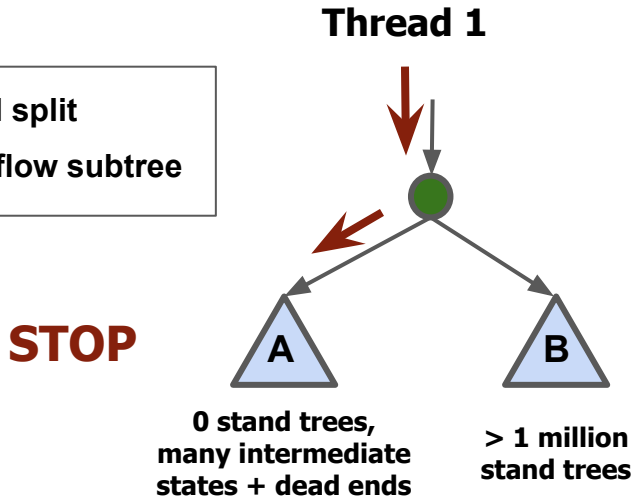 Thread 1
split
flow subtree
STOP
A
B
0 stand trees,
many intermediate
states + dead ends
> 1 million
stand trees